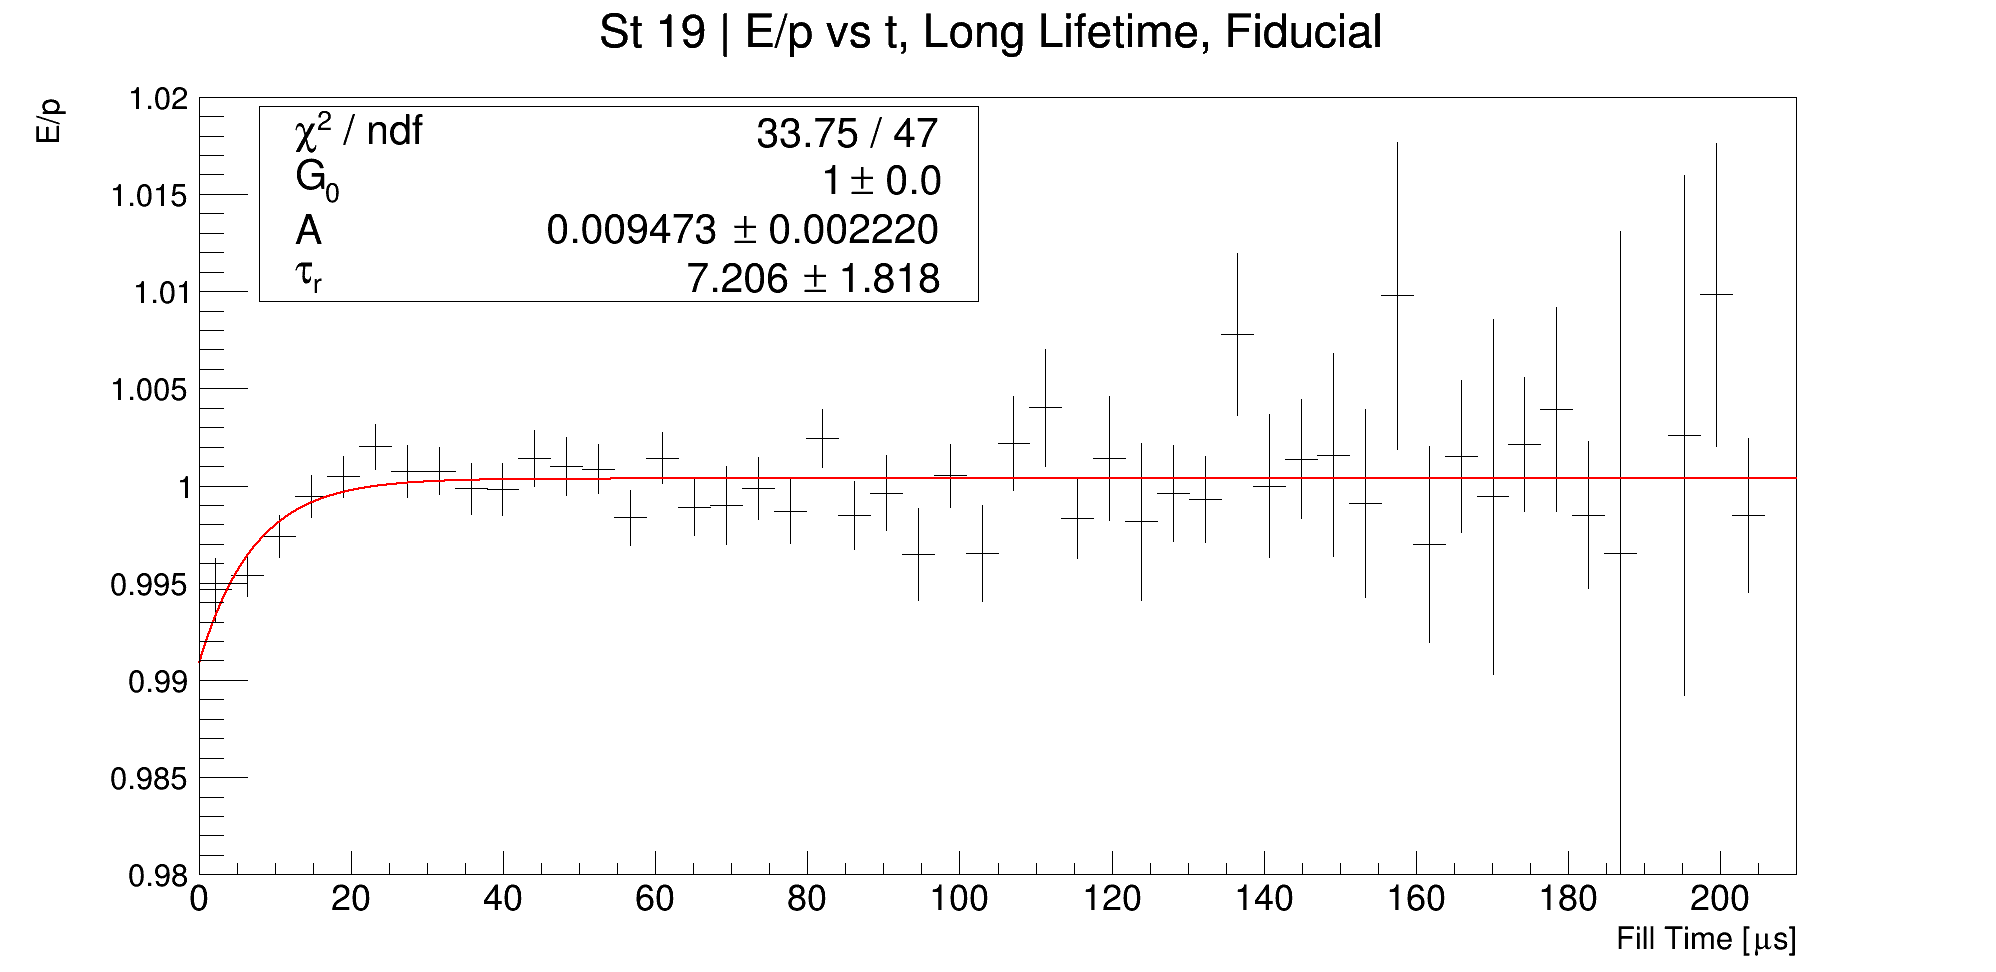 St 19 | E/p vs t, Long Lifetime, Fiducial
E/p
χ² / ndf 33.75 / 47
G₀ 1 ± 0.0
A 0.009473 ± 0.002220
τᵣ 7.206 ± 1.818
1.02
1.015
1.01
1.005
1
0.995
0.99
0.985
0.98
0 20 40 60 80 100 120 140 160 180 200
Fill Time [μs]